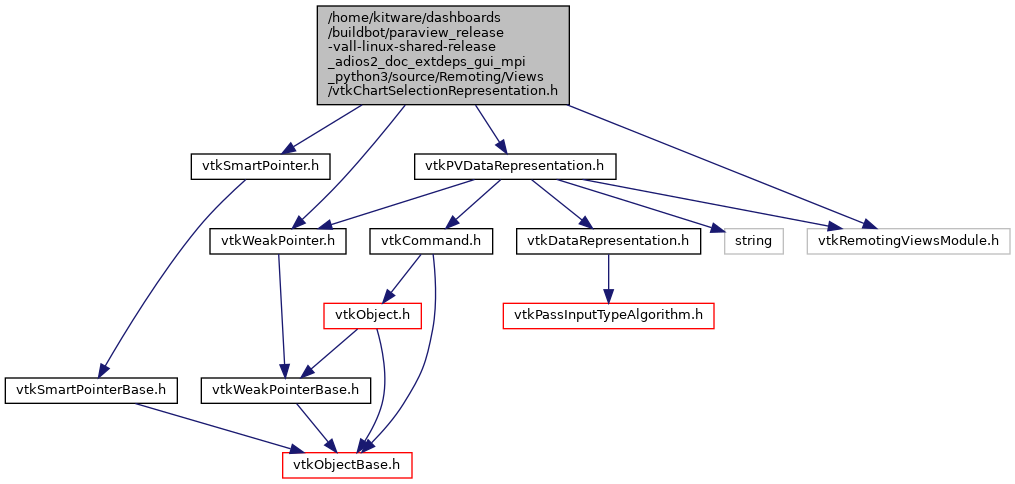 /home/kitware/dashboards
/buildbot/paraview_release
-vall-linux-shared-release
_adios2_doc_extdeps_gui_mpi
_python3/source/Remoting/Views
/vtkChartSelectionRepresentation.h
vtkSmartPointer.h
vtkPVDataRepresentation.h
vtkWeakPointer.h
vtkCommand.h
vtkDataRepresentation.h
string
vtkRemotingViewsModule.h
vtkObject.h
vtkPassInputTypeAlgorithm.h
vtkSmartPointerBase.h
vtkWeakPointerBase.h
vtkObjectBase.h